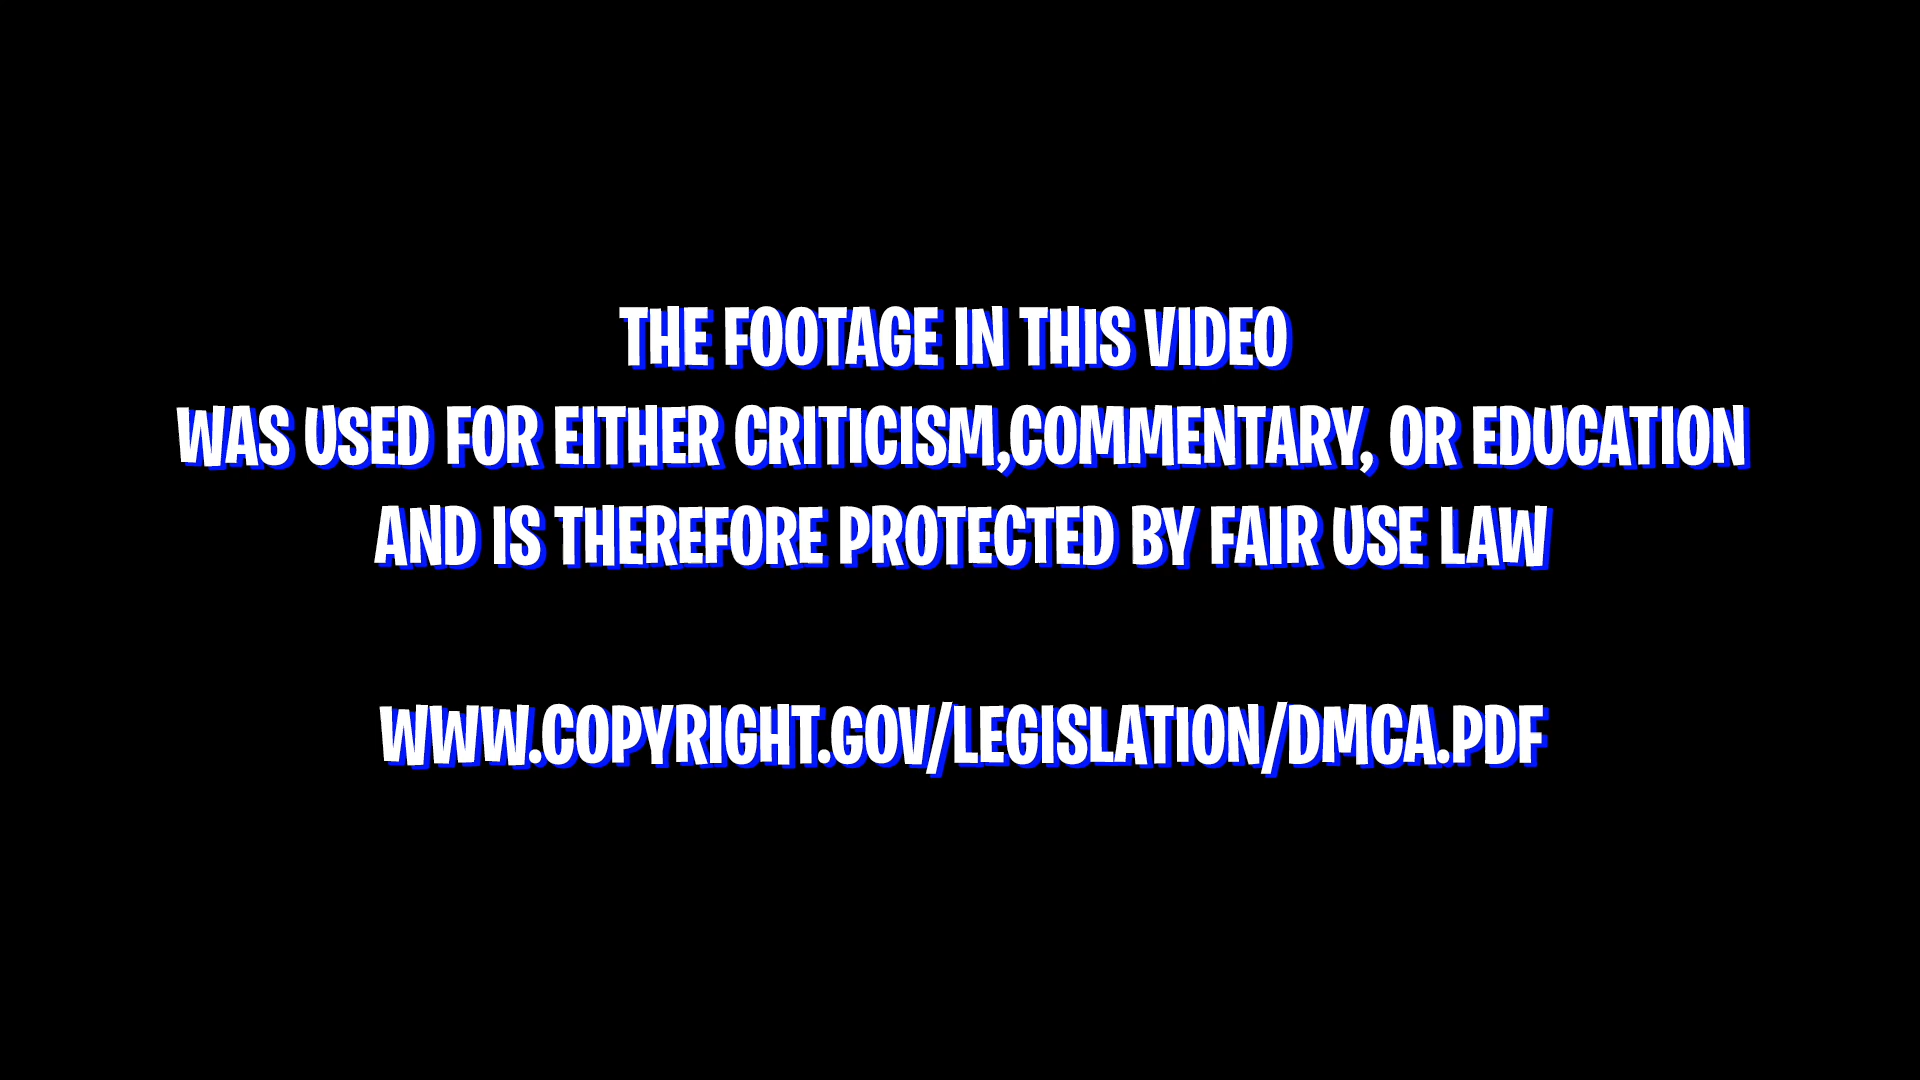 THE FOOTAGE IN THIS VIDEO
WAS USED FOR EITHER CRITICISM,COMMENTARY, OR EDUCATION
AND IS THEREFORE PROTECTED BY FAIR USE LAW
WWW.COPYRIGHT.GOV/LEGISLATION/DMCA.PDF